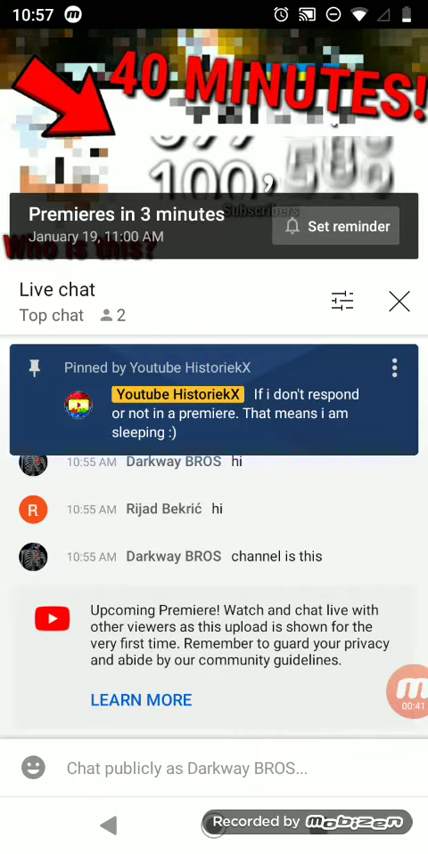 10:57
40 MINUTES!
100,
Subscribers
Premieres in 3 minutes
January 19, 11:00 AM
Set reminder
Who is this?
Live chat
Top chat 2
Pinned by Youtube HistoriekX
Youtube HistoriekX If i don't respond
or not in a premiere. That means i am
sleeping :)
10:55 AM Darkway BROS hi
R 10:55 AM Rijad Bekrić hi
10:55 AM Darkway BROS channel is this
Upcoming Premiere! Watch and chat live with
other viewers as this upload is shown for the
very first time. Remember to guard your privacy
and abide by our community guidelines.
LEARN MORE
00:41
Chat publicly as Darkway BROS...
Recorded by mobizen